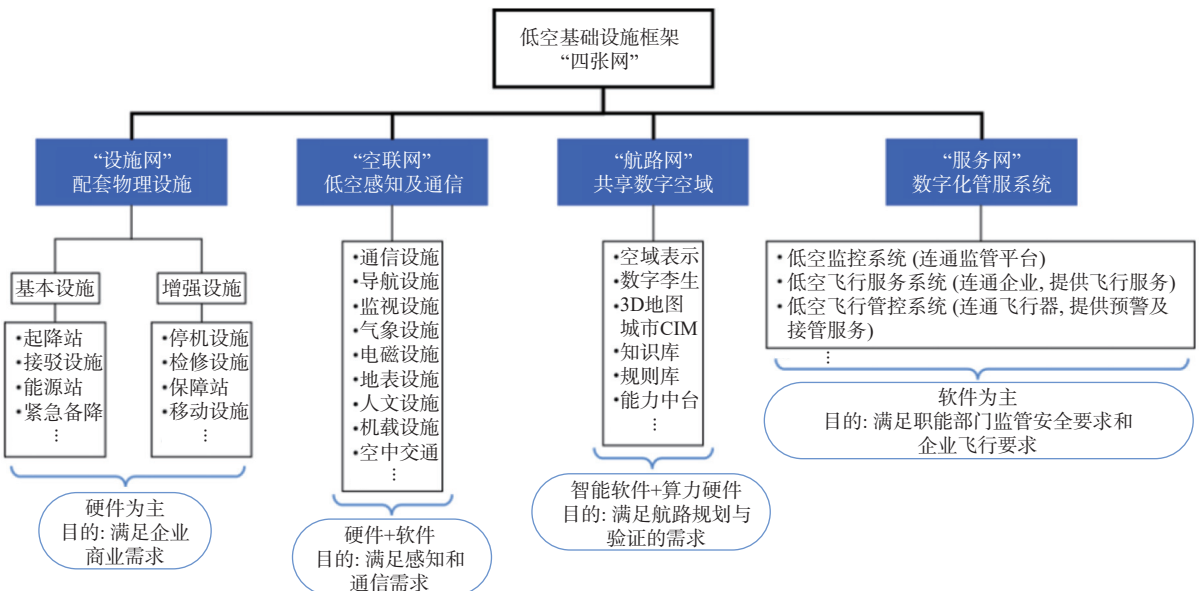 低空基础设施框架
“四张网”
“设施网”
配套物理设施
基本设施
•起降站
•接驳设施
•能源站
•紧急备降
⋮
增强设施
•停机设施
•检修设施
•保障站
•移动设施
⋮
硬件为主
目的: 满足企业
商业需求
“空联网”
低空感知及通信
•通信设施
•导航设施
•监视设施
•气象设施
•电磁设施
•地表设施
•人文设施
•机载设施
•空中交通
⋮
硬件+软件
目的: 满足感知和
通信需求
“航路网”
共享数字空域
•空域表示
•数字李生
•3D地图
城市CIM
•知识库
•规则库
•能力中台
⋮
智能软件+算力硬件
目的: 满足航路规划与
验证的需求
“服务网”
数字化管服系统
•低空监控系统 (连通监管平台)
•低空飞行服务系统 (连通企业, 提供飞行服务)
•低空飞行管控系统 (连通飞行器, 提供预警及
接管服务)
⋮
软件为主
目的: 满足职能部门监管安全要求和
企业飞行要求